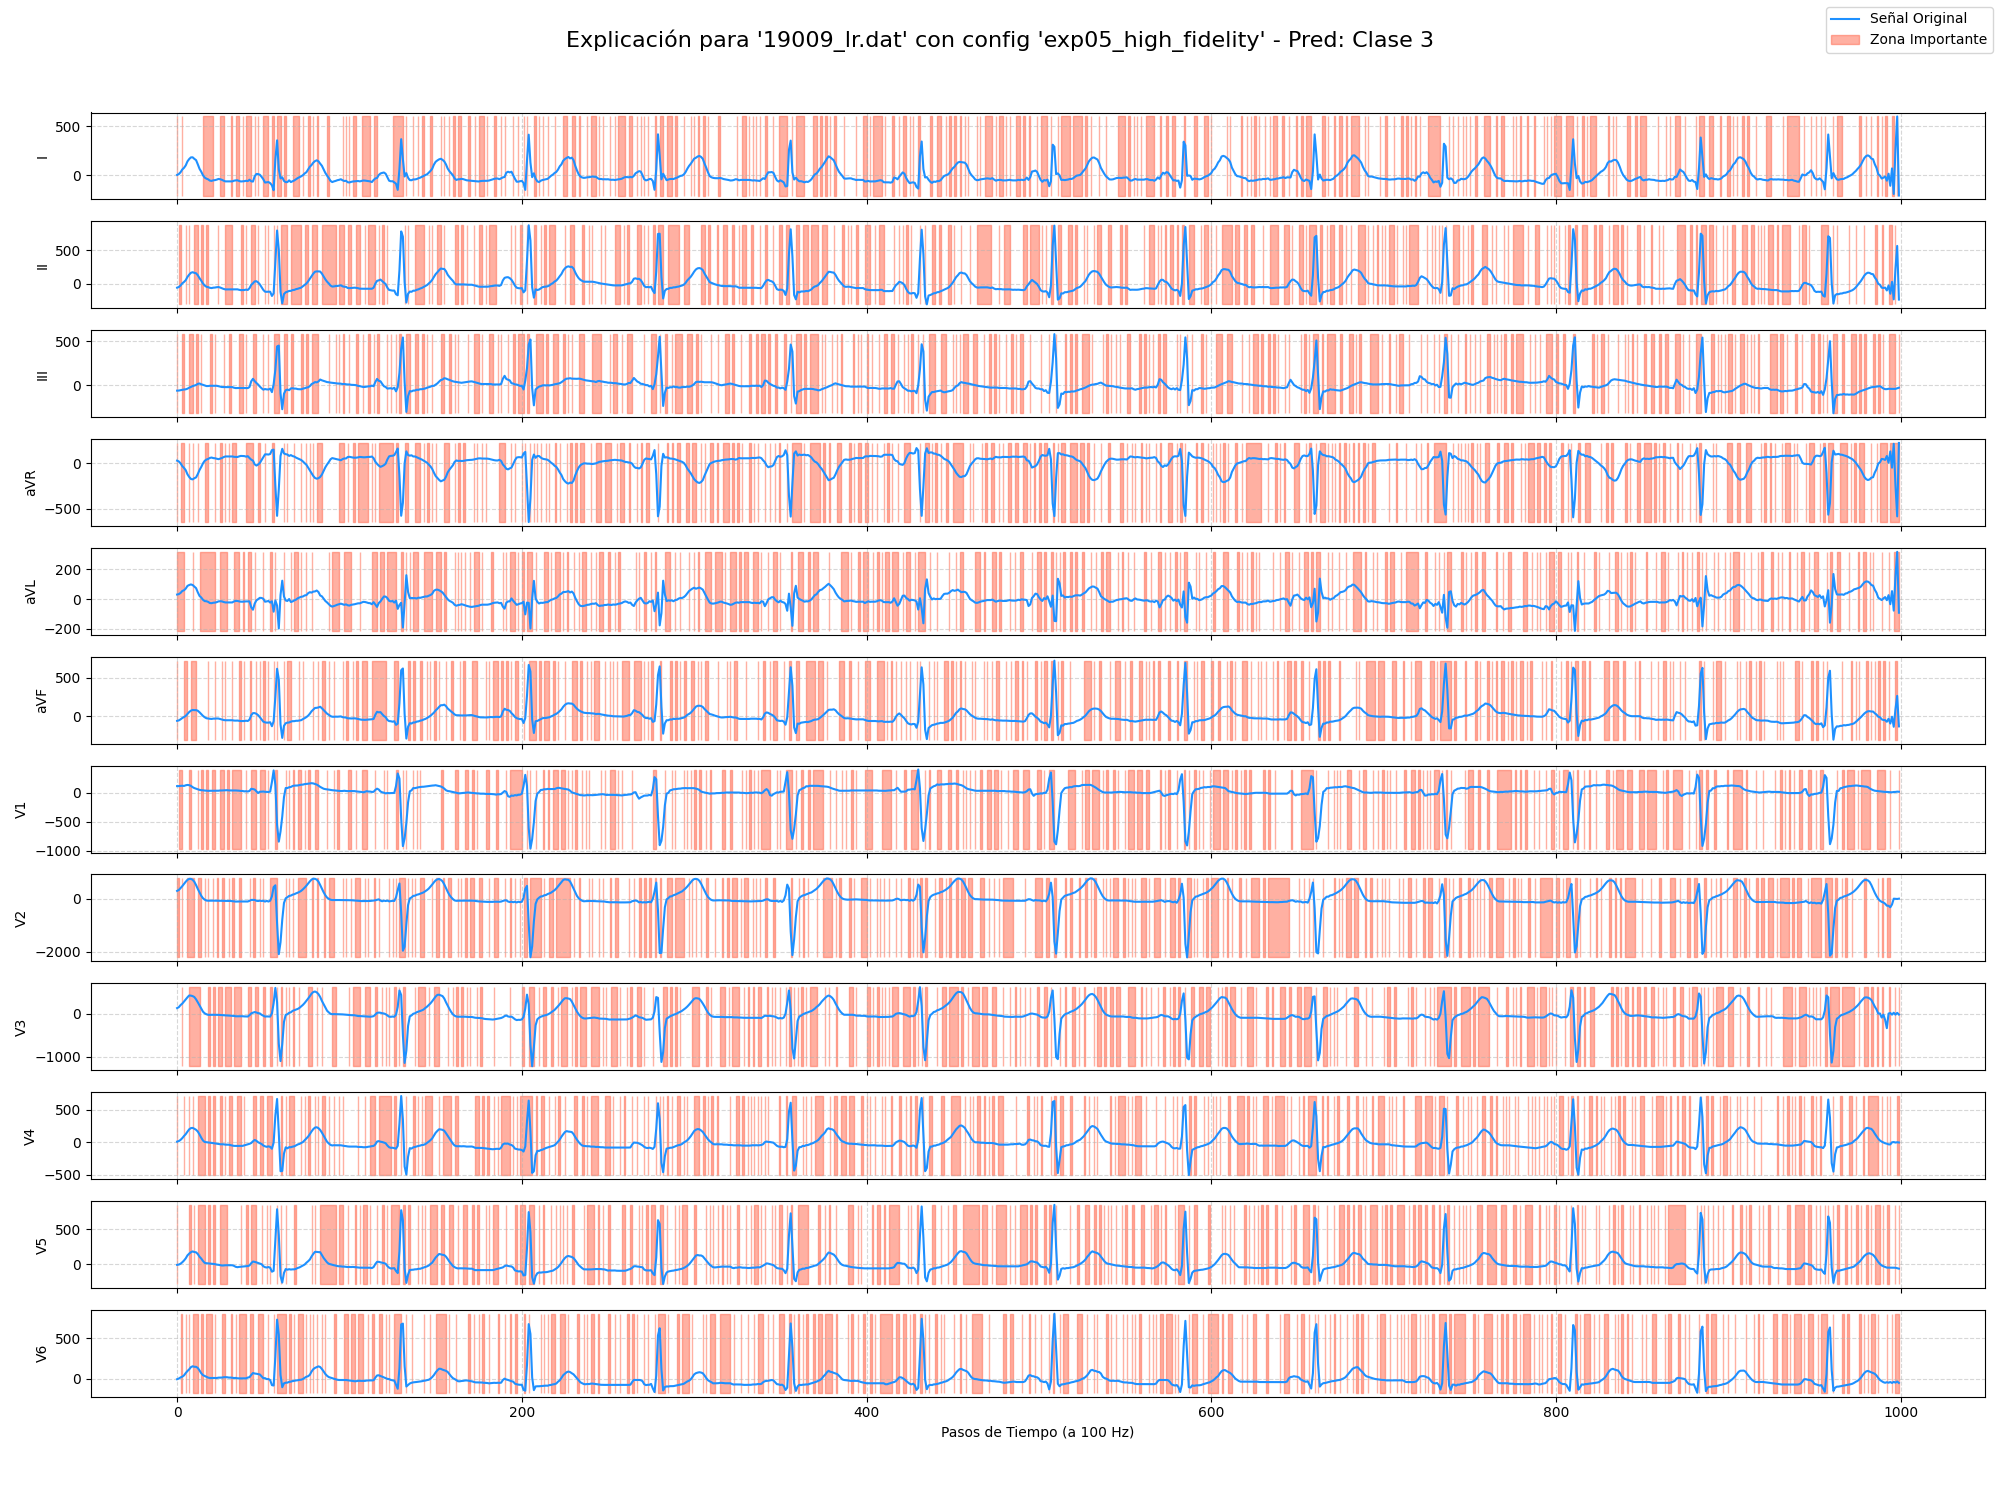 Señal Original
Zona Importante
Explicación para '19009_lr.dat' con config 'exp05_high_fidelity' - Pred: Clase 3
500
0
I
500
0
II
500
0
III
0
−500
aVR
200
0
−200
aVL
500
0
aVF
0
−500
−1000
V1
0
−2000
V2
0
−1000
V3
500
0
−500
V4
500
0
V5
500
0
V6
0 200 400 600 800 1000
Pasos de Tiempo (a 100 Hz)